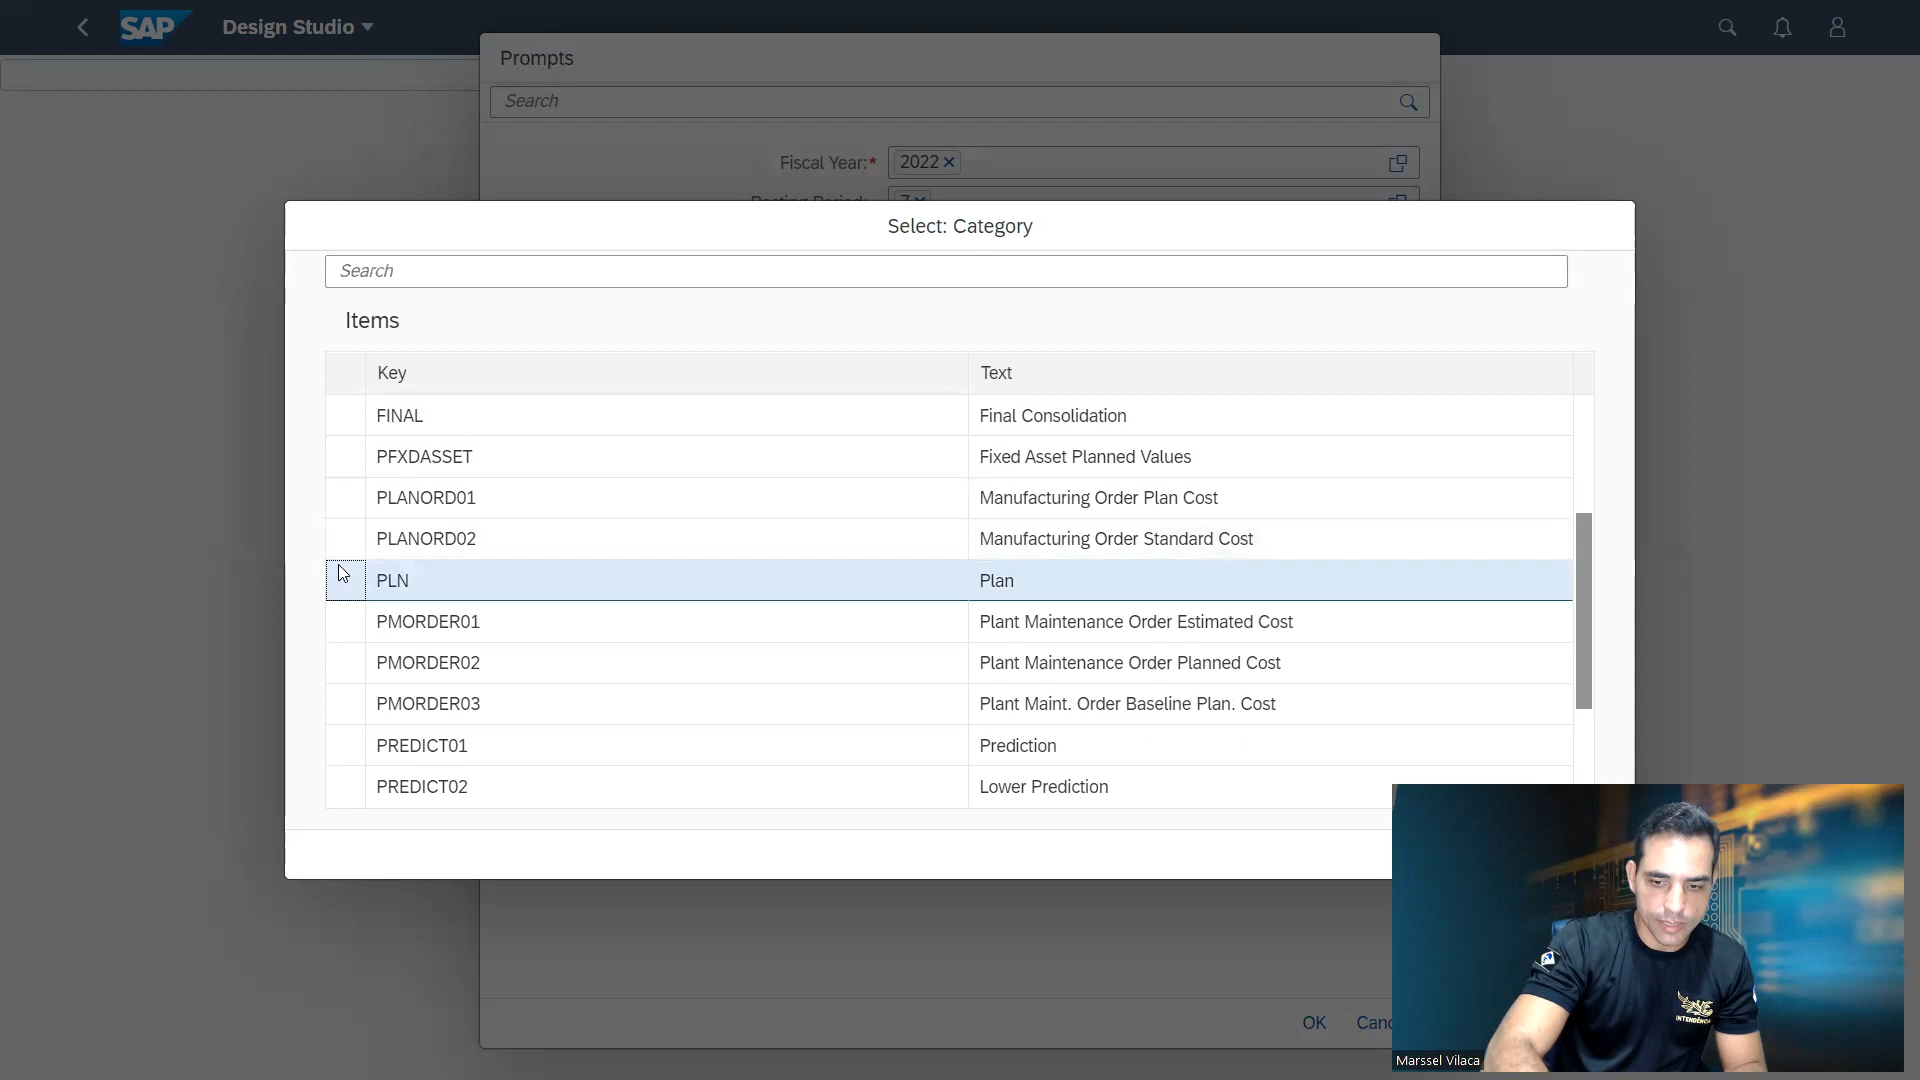 SAP
Design Studio
Prompts
Search
Fiscal Year:*
2022
Select: Category
Search
Items
Key Text
FINAL Final Consolidation
PFXDASSET Fixed Asset Planned Values
PLANORD01 Manufacturing Order Plan Cost
PLANORD02 Manufacturing Order Standard Cost
PLN Plan
PMORDER01 Plant Maintenance Order Estimated Cost
PMORDER02 Plant Maintenance Order Planned Cost
PMORDER03 Plant Maint. Order Baseline Plan. Cost
PREDICT01 Prediction
PREDICT02 Lower Prediction
OK
Marssel Vilaca